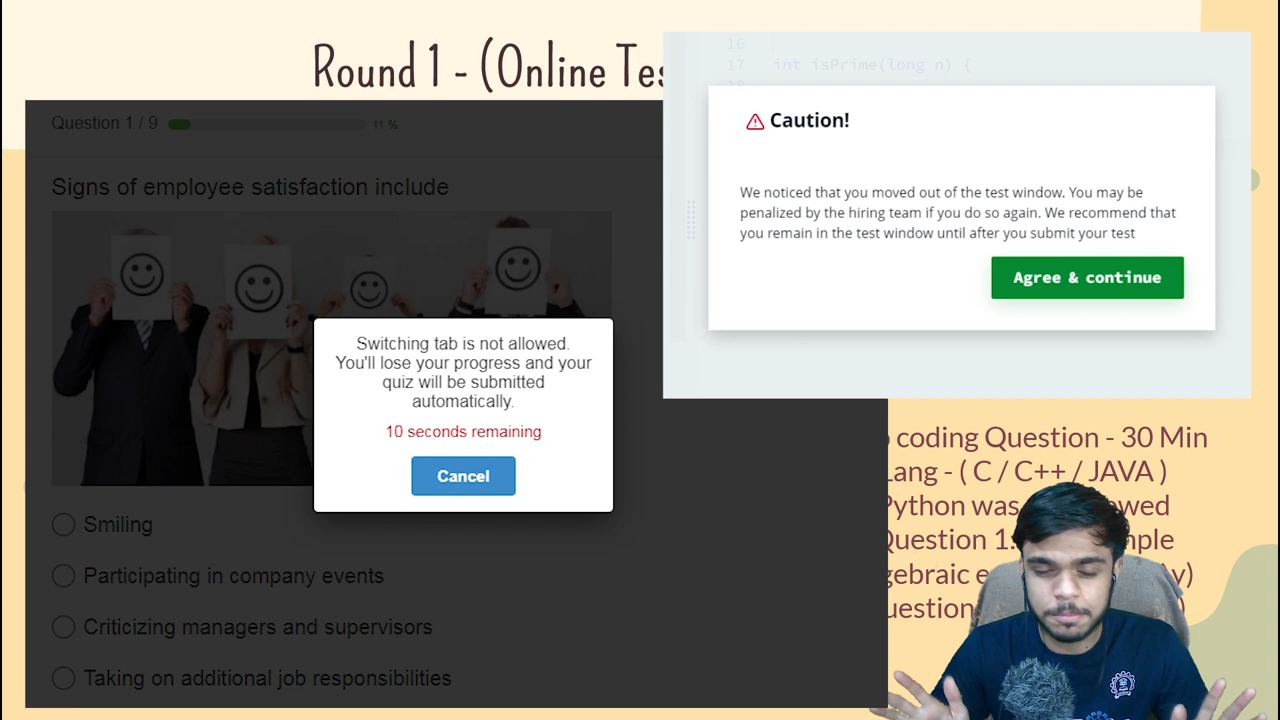 Round 1 - (Online Tes
16
17 int isPrime(long n) {
Question 1 / 9 11 %
Caution!
We noticed that you moved out of the test window. You may be
penalized by the hiring team if you do so again. We recommend that
you remain in the test window until after you submit your test
Agree & continue
Signs of employee satisfaction include
Switching tab is not allowed.
You'll lose your progress and your
quiz will be submitted
automatically.
10 seconds remaining
Cancel
Smiling
Participating in company events
Criticizing managers and supervisors
Taking on additional job responsibilities
coding Question - 30 Min
Lang - ( C / C++ / JAVA )
Python was owed
Question 1: mple
gebraic e y)
uestion )